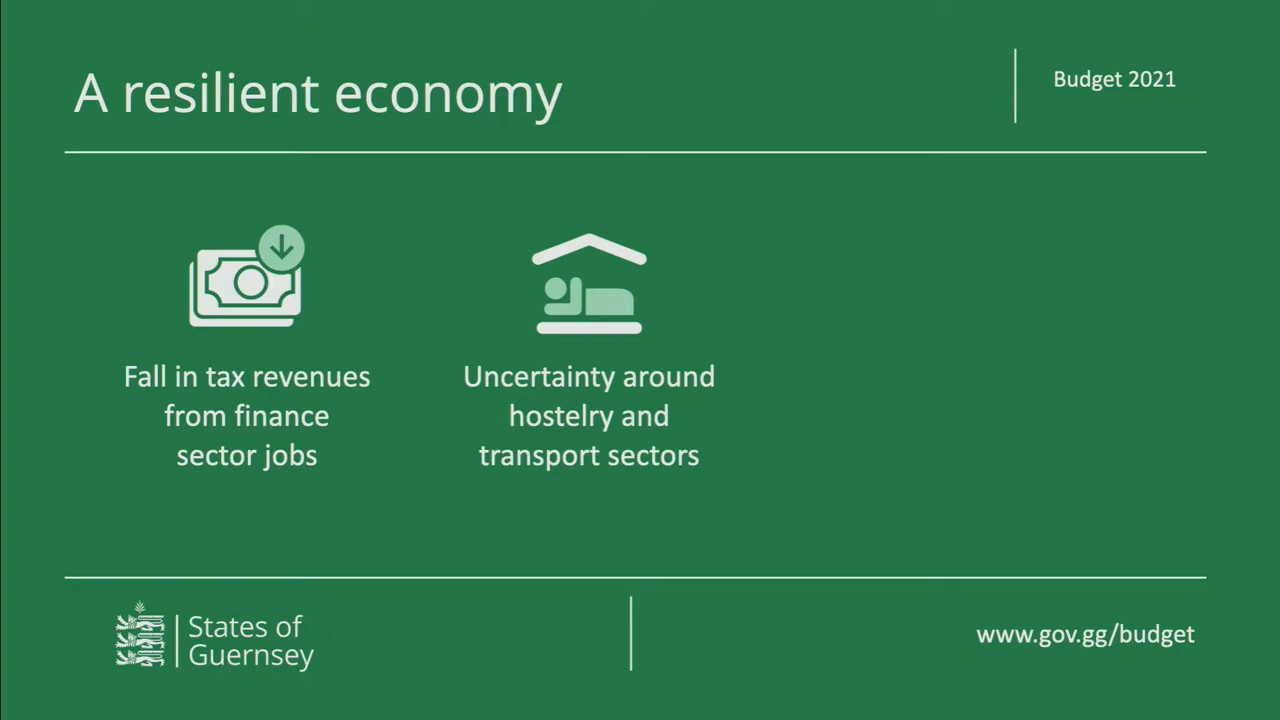 A resilient economy
Budget 2021
Fall in tax revenues
from finance
sector jobs
Uncertainty around
hostelry and
transport sectors
States of
Guernsey
www.gov.gg/budget